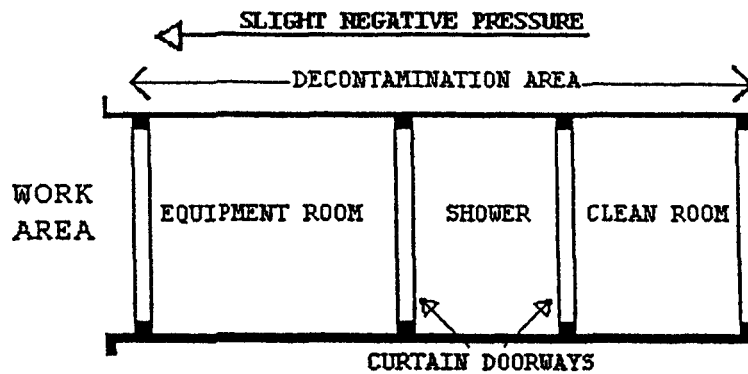 SLIGHT NEGATIVE PRESSURE
DECONTAMINATION AREA
WORK
AREA
EQUIPMENT ROOM
SHOWER
CLEAN ROOM
CURTAIN DOORWAYS